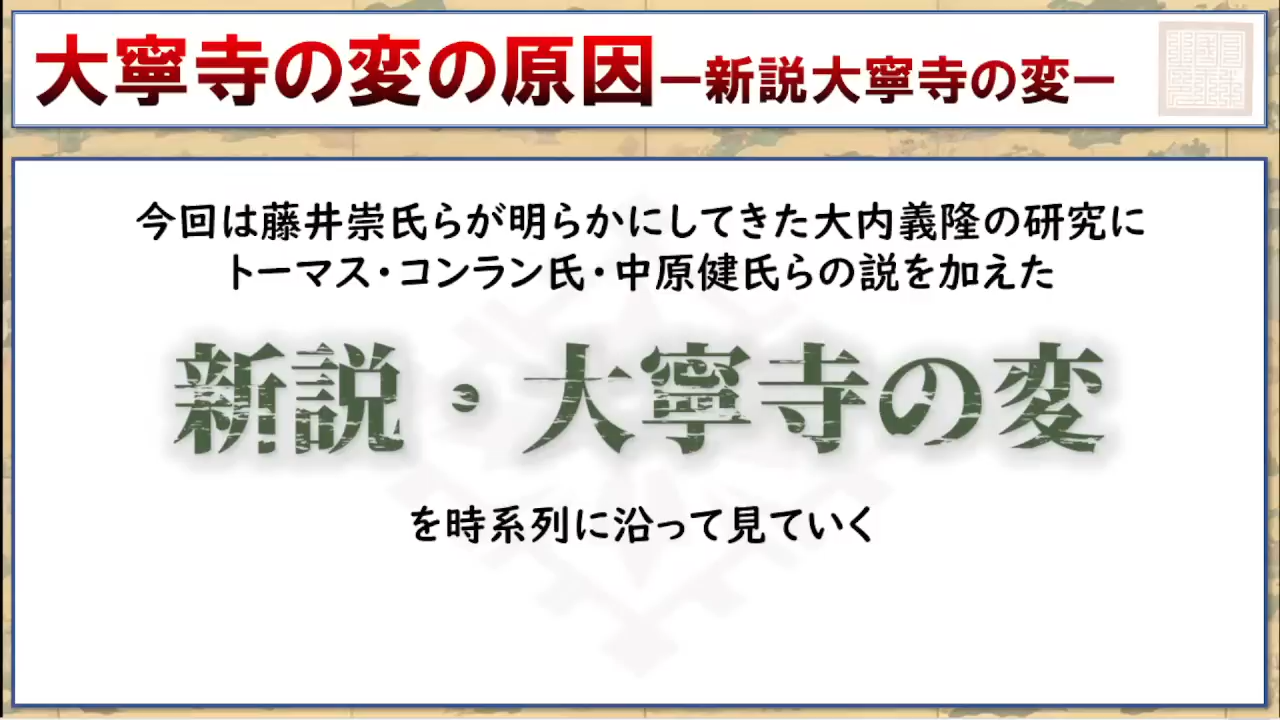 大寧寺の変の原因ー新説大寧寺の変ー
今回は藤井崇氏らが明らかにしてきた大内義隆の研究に
トーマス・コンラン氏・中原健氏らの説を加えた
新説・大寧寺の変
を時系列に沿って見ていく